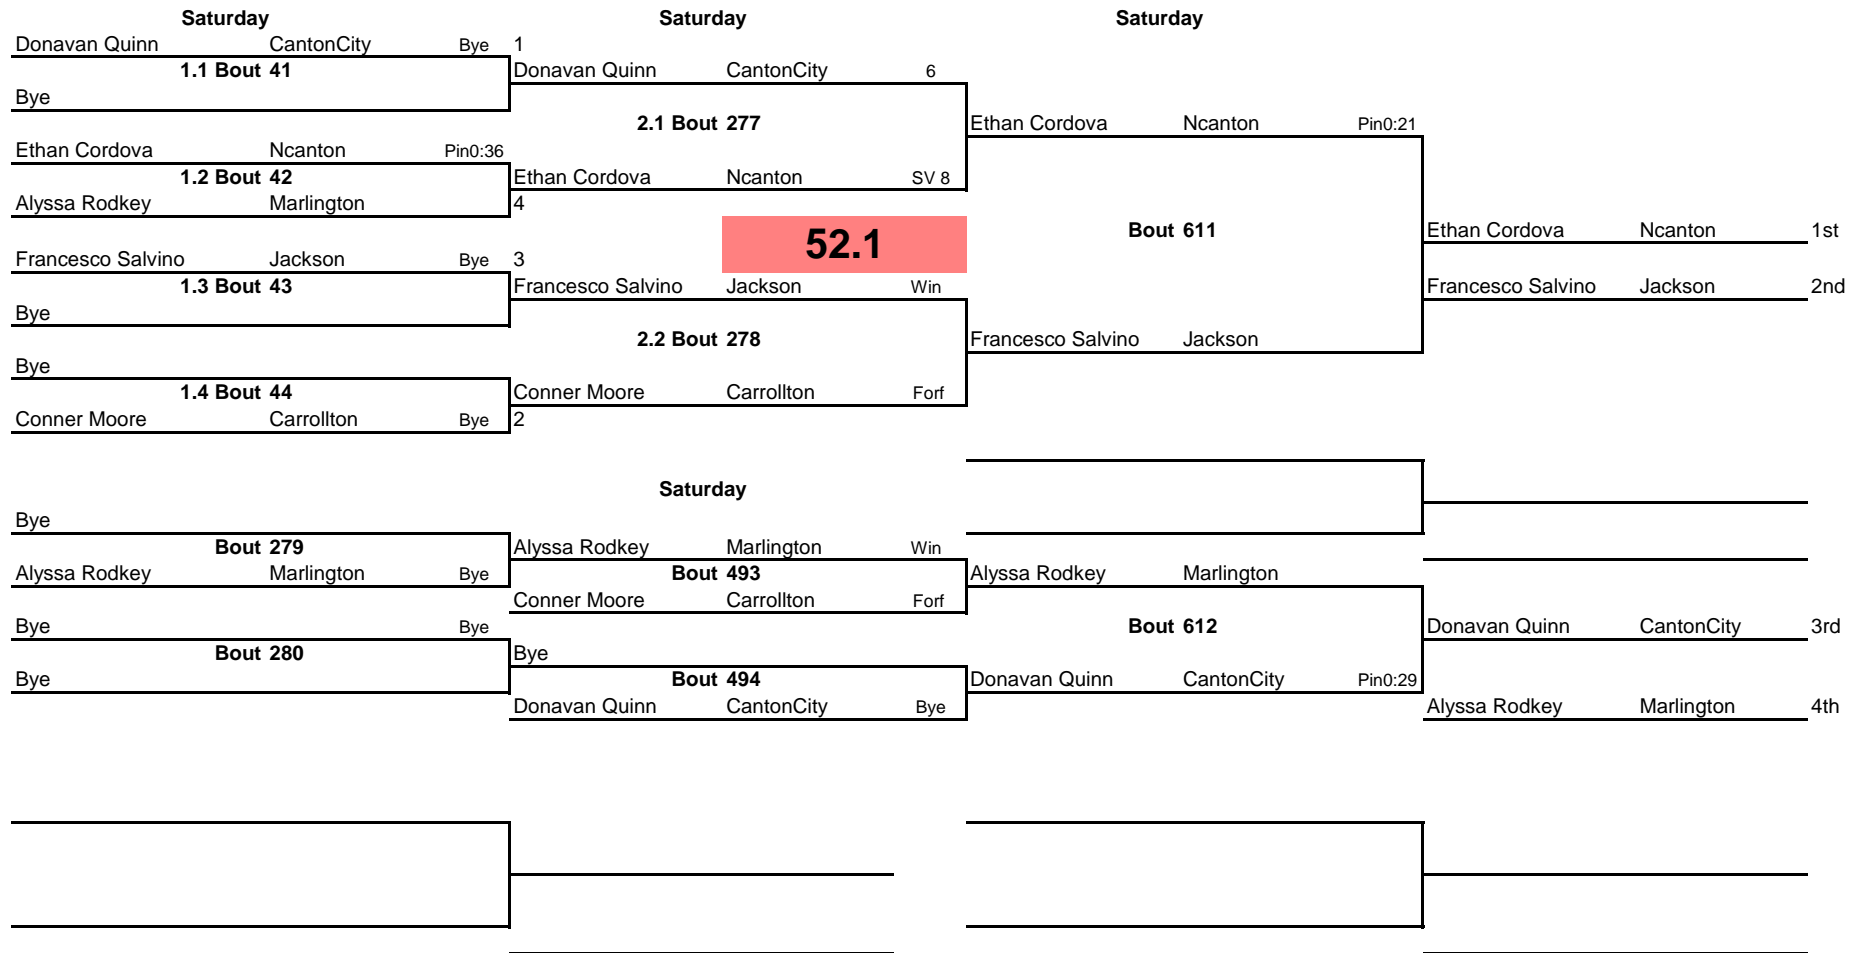 Saturday Saturday Saturday
Donavan Quinn CantonCity Bye 1
1.1 Bout 41 Donavan Quinn CantonCity 6
Bye
2.1 Bout 277 Ethan Cordova Ncanton Pin0:21
Ethan Cordova Ncanton Pin0:36
1.2 Bout 42 Ethan Cordova Ncanton SV 8
Alyssa Rodkey Marlington 4
52.1 Bout 611 Ethan Cordova Ncanton 1st
Francesco Salvino Jackson Bye 3
1.3 Bout 43 Francesco Salvino Jackson Win Francesco Salvino Jackson 2nd
Bye
2.2 Bout 278 Francesco Salvino Jackson
Bye
1.4 Bout 44 Conner Moore Carrollton Forf
Conner Moore Carrollton Bye 2
Saturday
Bye
Bout 279 Alyssa Rodkey Marlington Win
Alyssa Rodkey Marlington Bye Bout 493 Alyssa Rodkey Marlington
Conner Moore Carrollton Forf
Bye Bye Bout 612 Donavan Quinn CantonCity 3rd
Bout 280 Bye
Bye Bout 494 Donavan Quinn CantonCity Pin0:29
Donavan Quinn CantonCity Bye Alyssa Rodkey Marlington 4th